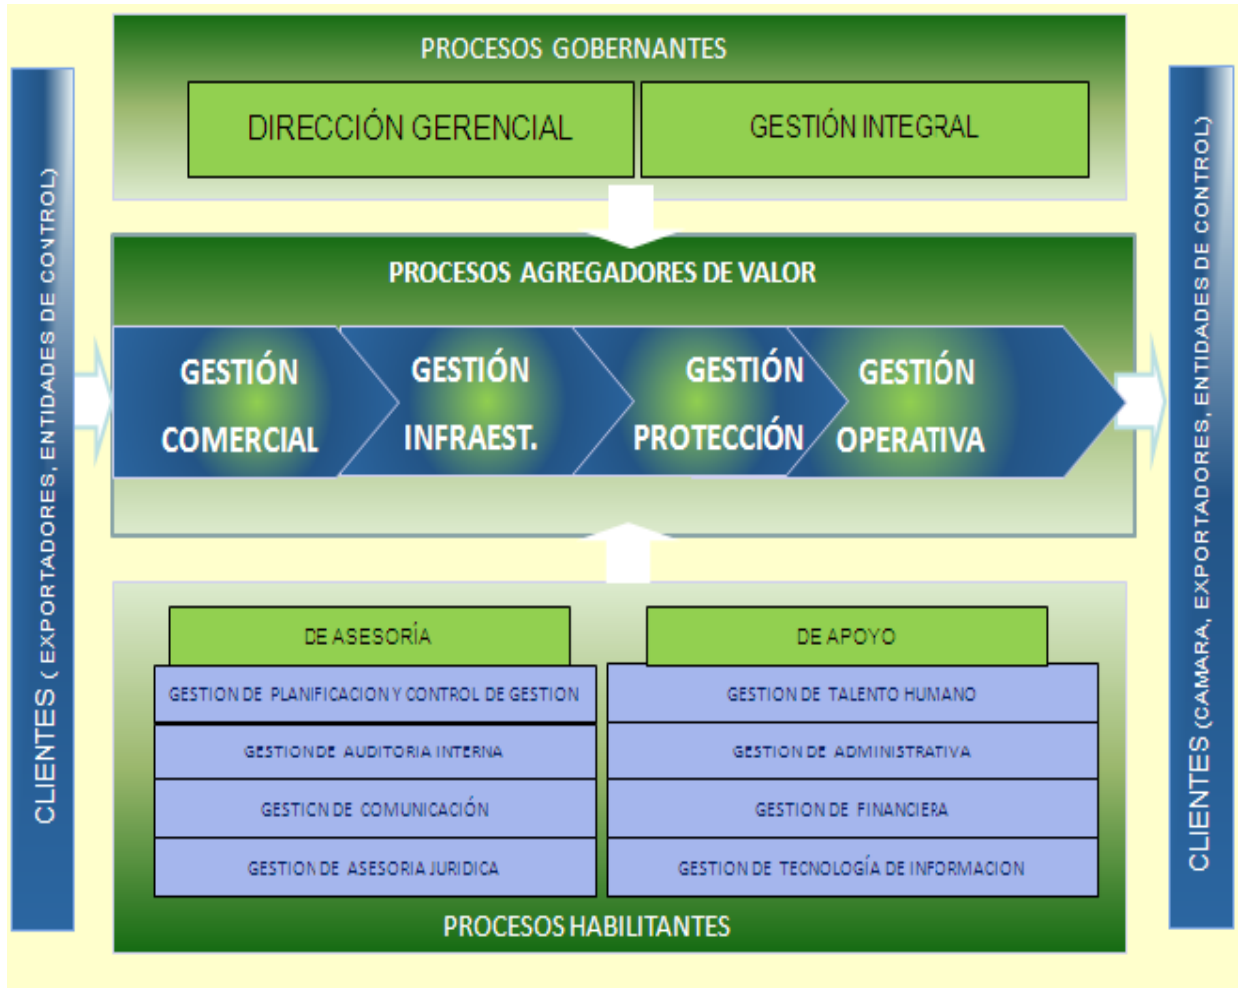 PROCESOS GOBERNANTES
DIRECCIÓN GERENCIAL
GESTIÓN INTEGRAL
CLIENTES ( EXPORTADORES, ENTIDADES DE CONTROL)
PROCESOS AGREGADORES DE VALOR
GESTIÓN
COMERCIAL
GESTIÓN
INFRAEST.
GESTIÓN
PROTECCIÓN
GESTIÓN
OPERATIVA
CLIENTES (CAMARA, EXPORTADORES, ENTIDADES DE CONTROL)
DE ASESORÍA
GESTION DE PLANIFICACION Y CONTROL DE GESTION
GESTION DE AUDITORIA INTERNA
GESTION DE COMUNICACIÓN
GESTION DE ASESORIA JURIDICA
DE APOYO
GESTION DE TALENTO HUMANO
GESTION DE ADMINISTRATIVA
GESTION DE FINANCIERA
GESTION DE TECNOLOGÍA DE INFORMACION
PROCESOS HABILITANTES